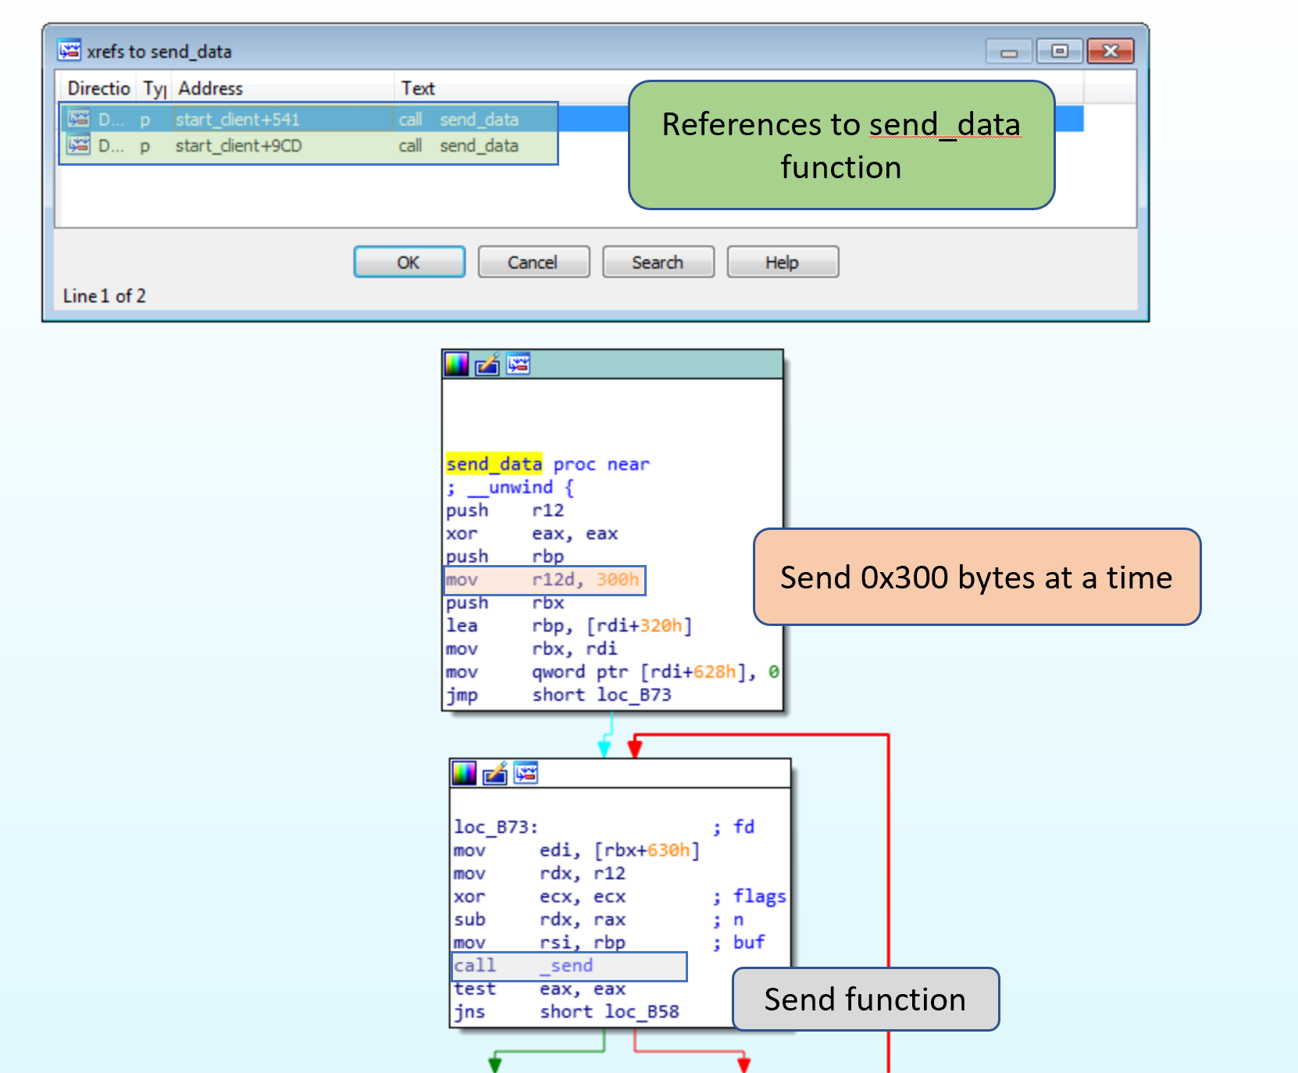 xrefs to send_data
Directio Ty Address Text
D... p start_client+541 call send_data
D... p start_client+9CD call send_data
References to send_data
function
OK Cancel Search Help
Line 1 of 2
send_data proc near
; __unwind {
push r12
xor eax, eax
push rbp
mov r12d, 300h
Send 0x300 bytes at a time
push rbx
lea rbp, [rdi+320h]
mov rbx, rdi
mov qword ptr [rdi+628h], 0
jmp short loc_B73
loc_B73: ; fd
mov edi, [rbx+630h]
mov rdx, r12
xor ecx, ecx ; flags
sub rdx, rax ; n
mov rsi, rbp ; buf
call _send
test eax, eax
Send function
jns short loc_B58